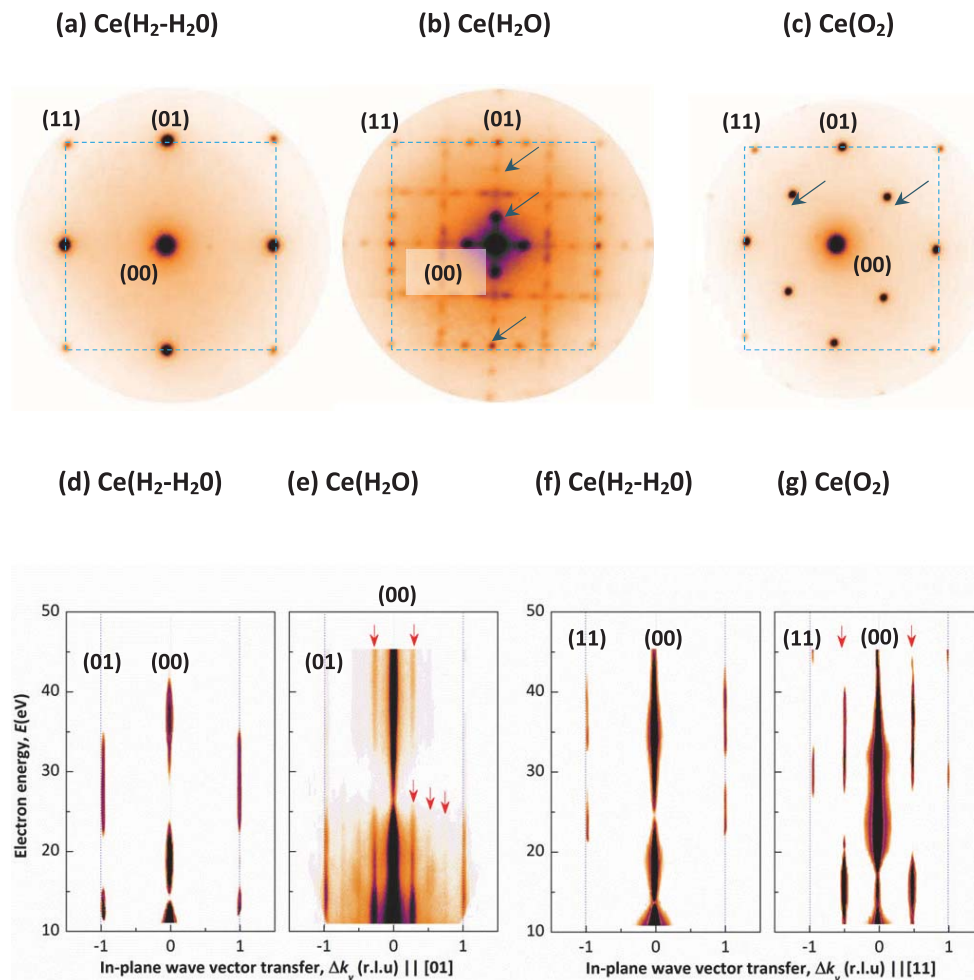 (a) Ce(H₂-H₂0) (b) Ce(H₂O) (c) Ce(O₂)
(11) (01) (11) (01) (11) (01)
(00) (00) (00)
(d) Ce(H₂-H₂0) (e) Ce(H₂O) (f) Ce(H₂-H₂0) (g) Ce(O₂)
(00)
50 50
(01) (00) (01) (11) (00) (11) (00)
40 40
30 30
20 20
10 10
Electron energy, E(eV)
-1 0 1 -1 0 1 -1 0 1 -1 0 1
In-plane wave vector transfer, Δkᵧ (r.l.u) || [01] In-plane wave vector transfer, Δkᵧ (r.l.u) ||[11]